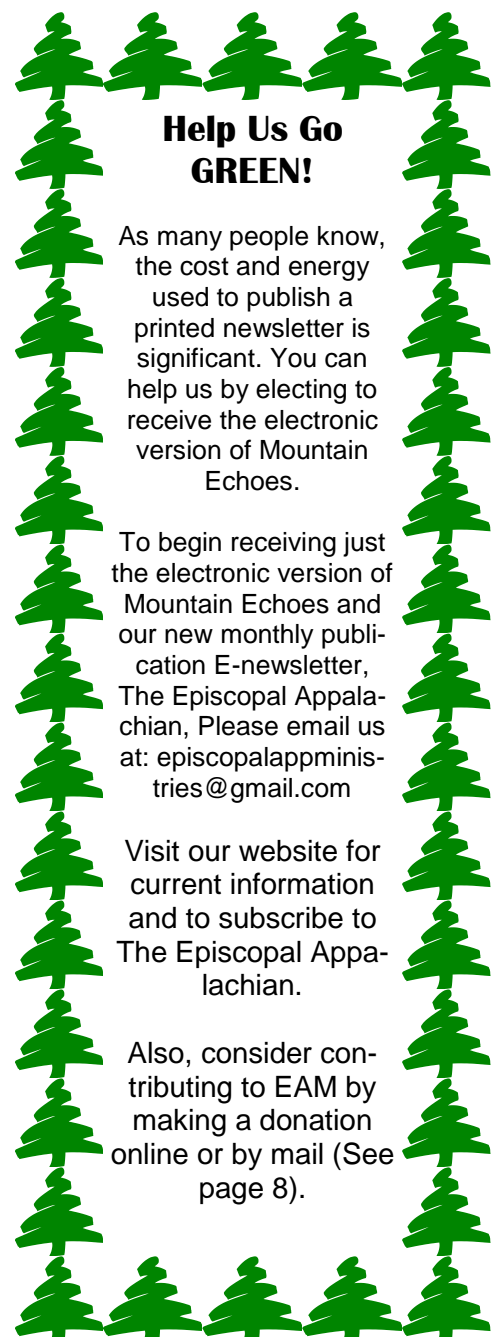 Help Us Go
GREEN!
As many people know,
the cost and energy
used to publish a
printed newsletter is
significant. You can
help us by electing to
receive the electronic
version of Mountain
Echoes.
To begin receiving just
the electronic version of
Mountain Echoes and
our new monthly publi-
cation E-newsletter,
The Episcopal Appala-
chian, Please email us
at: episcopalappminis-
tries@gmail.com
Visit our website for
current information
and to subscribe to
The Episcopal Appa-
lachian.
Also, consider con-
tributing to EAM by
making a donation
online or by mail (See
page 8).